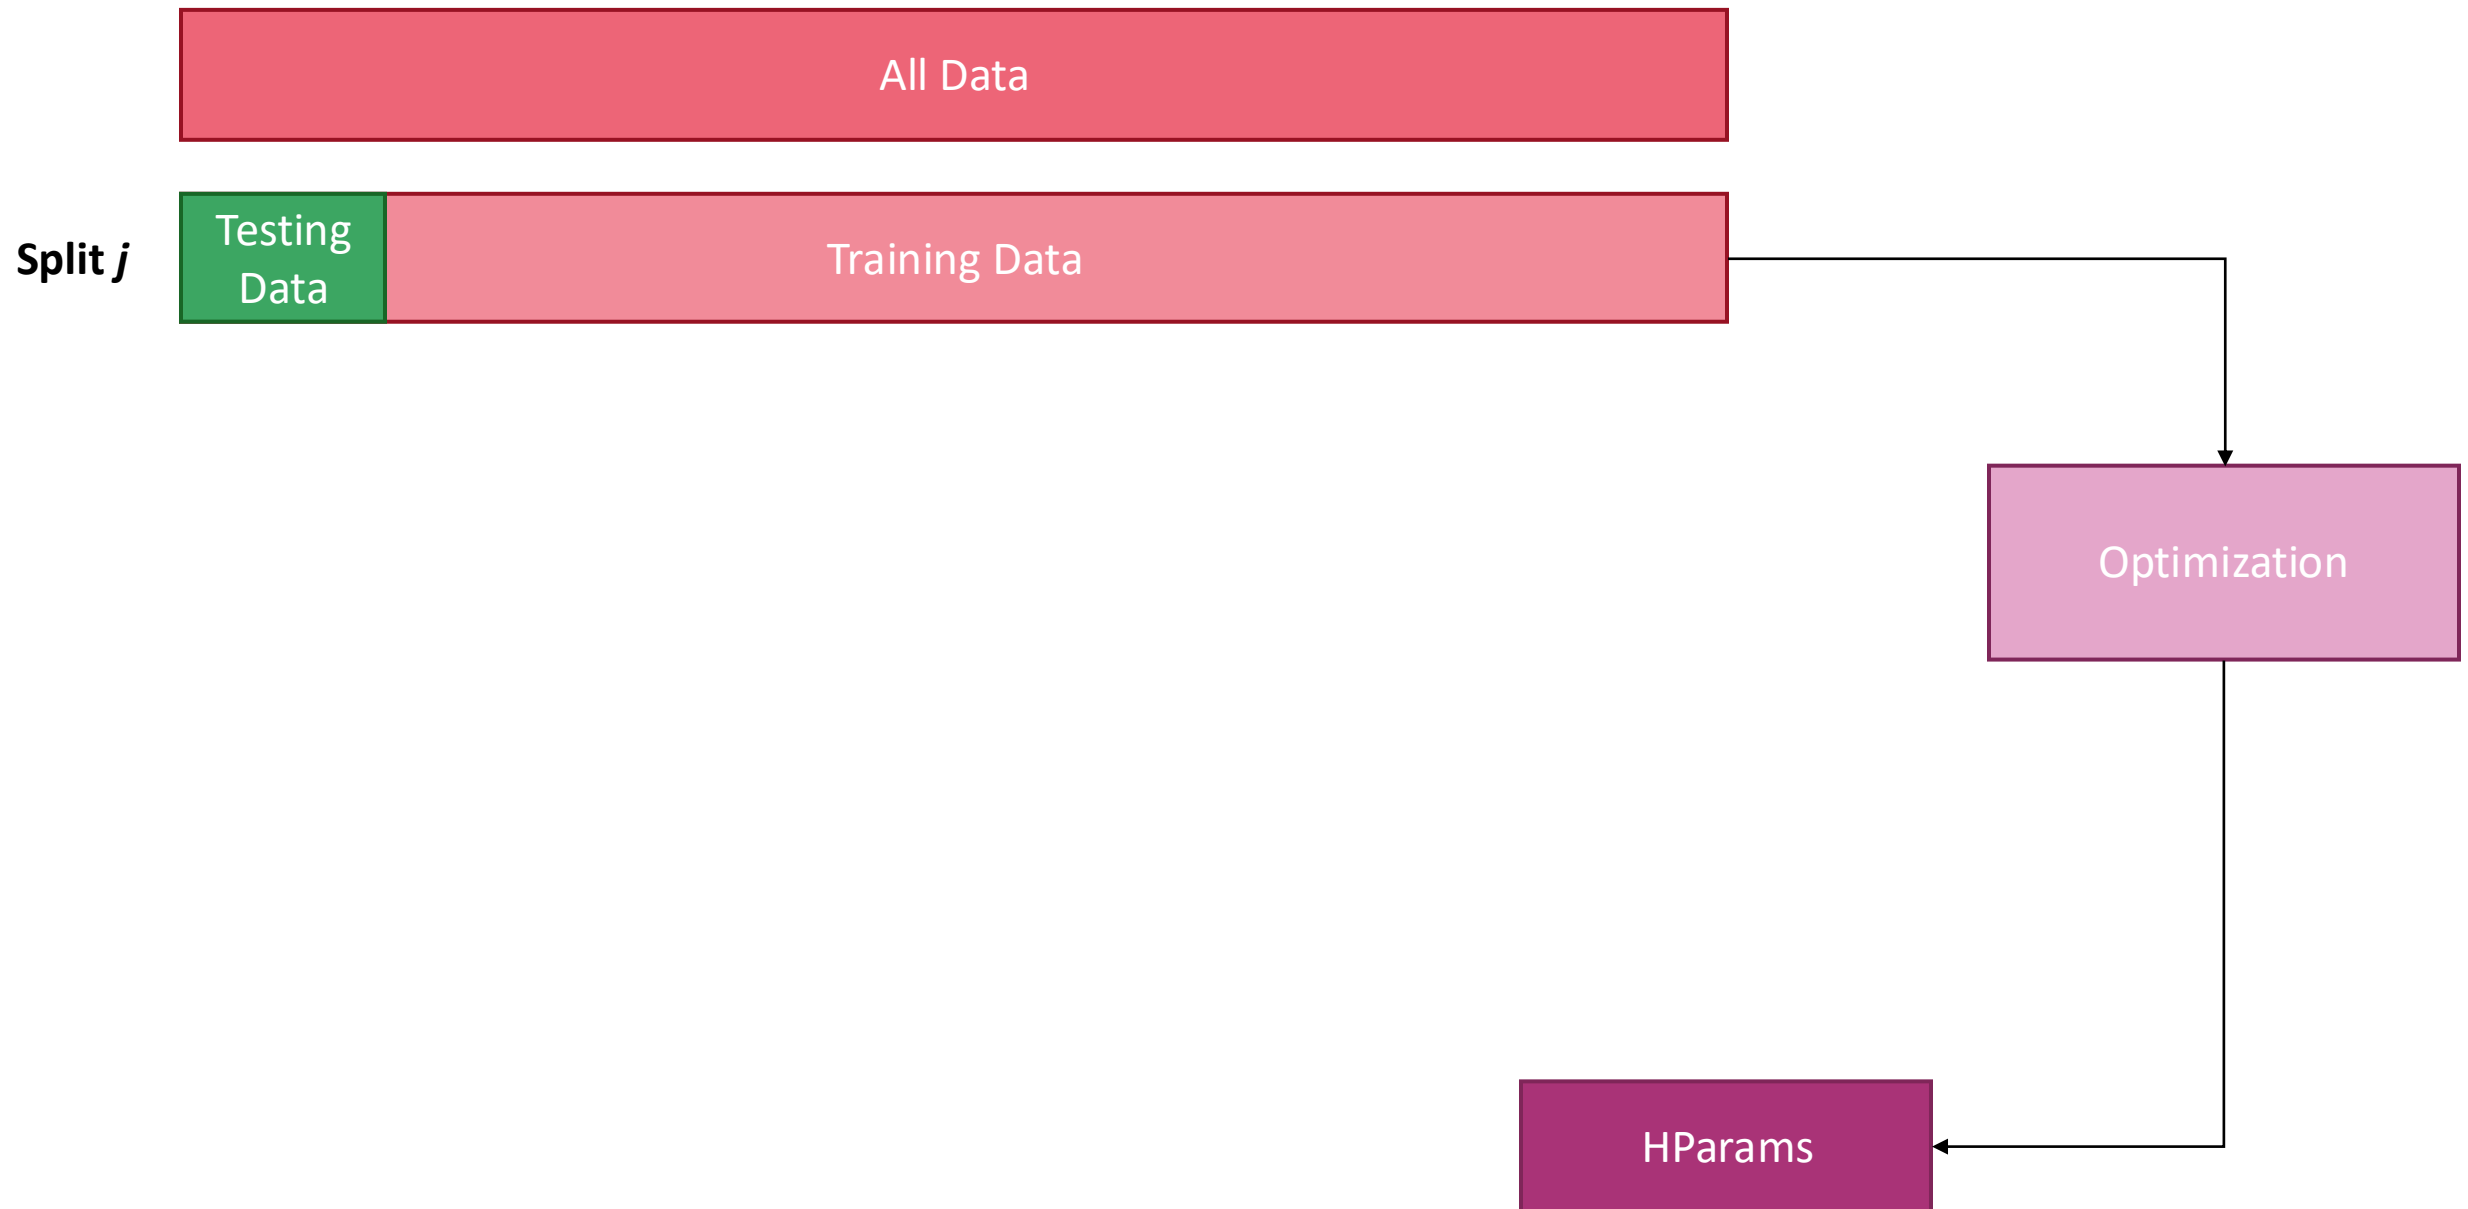 All Data
Split j
Testing
Data
Training Data
Optimization
HParams